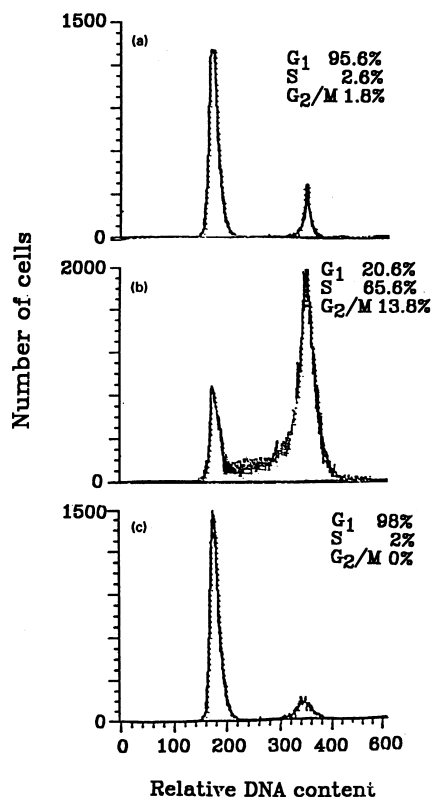 1500
(a)
G1 95.6%
S 2.6%
G2/M 1.8%
0
2000
(b)
G1 20.6%
S 65.6%
G2/M 13.8%
0
1500
(c)
G1 98%
S 2%
G2/M 0%
0
0 100 200 300 400 600
Number of cells
Relative DNA content